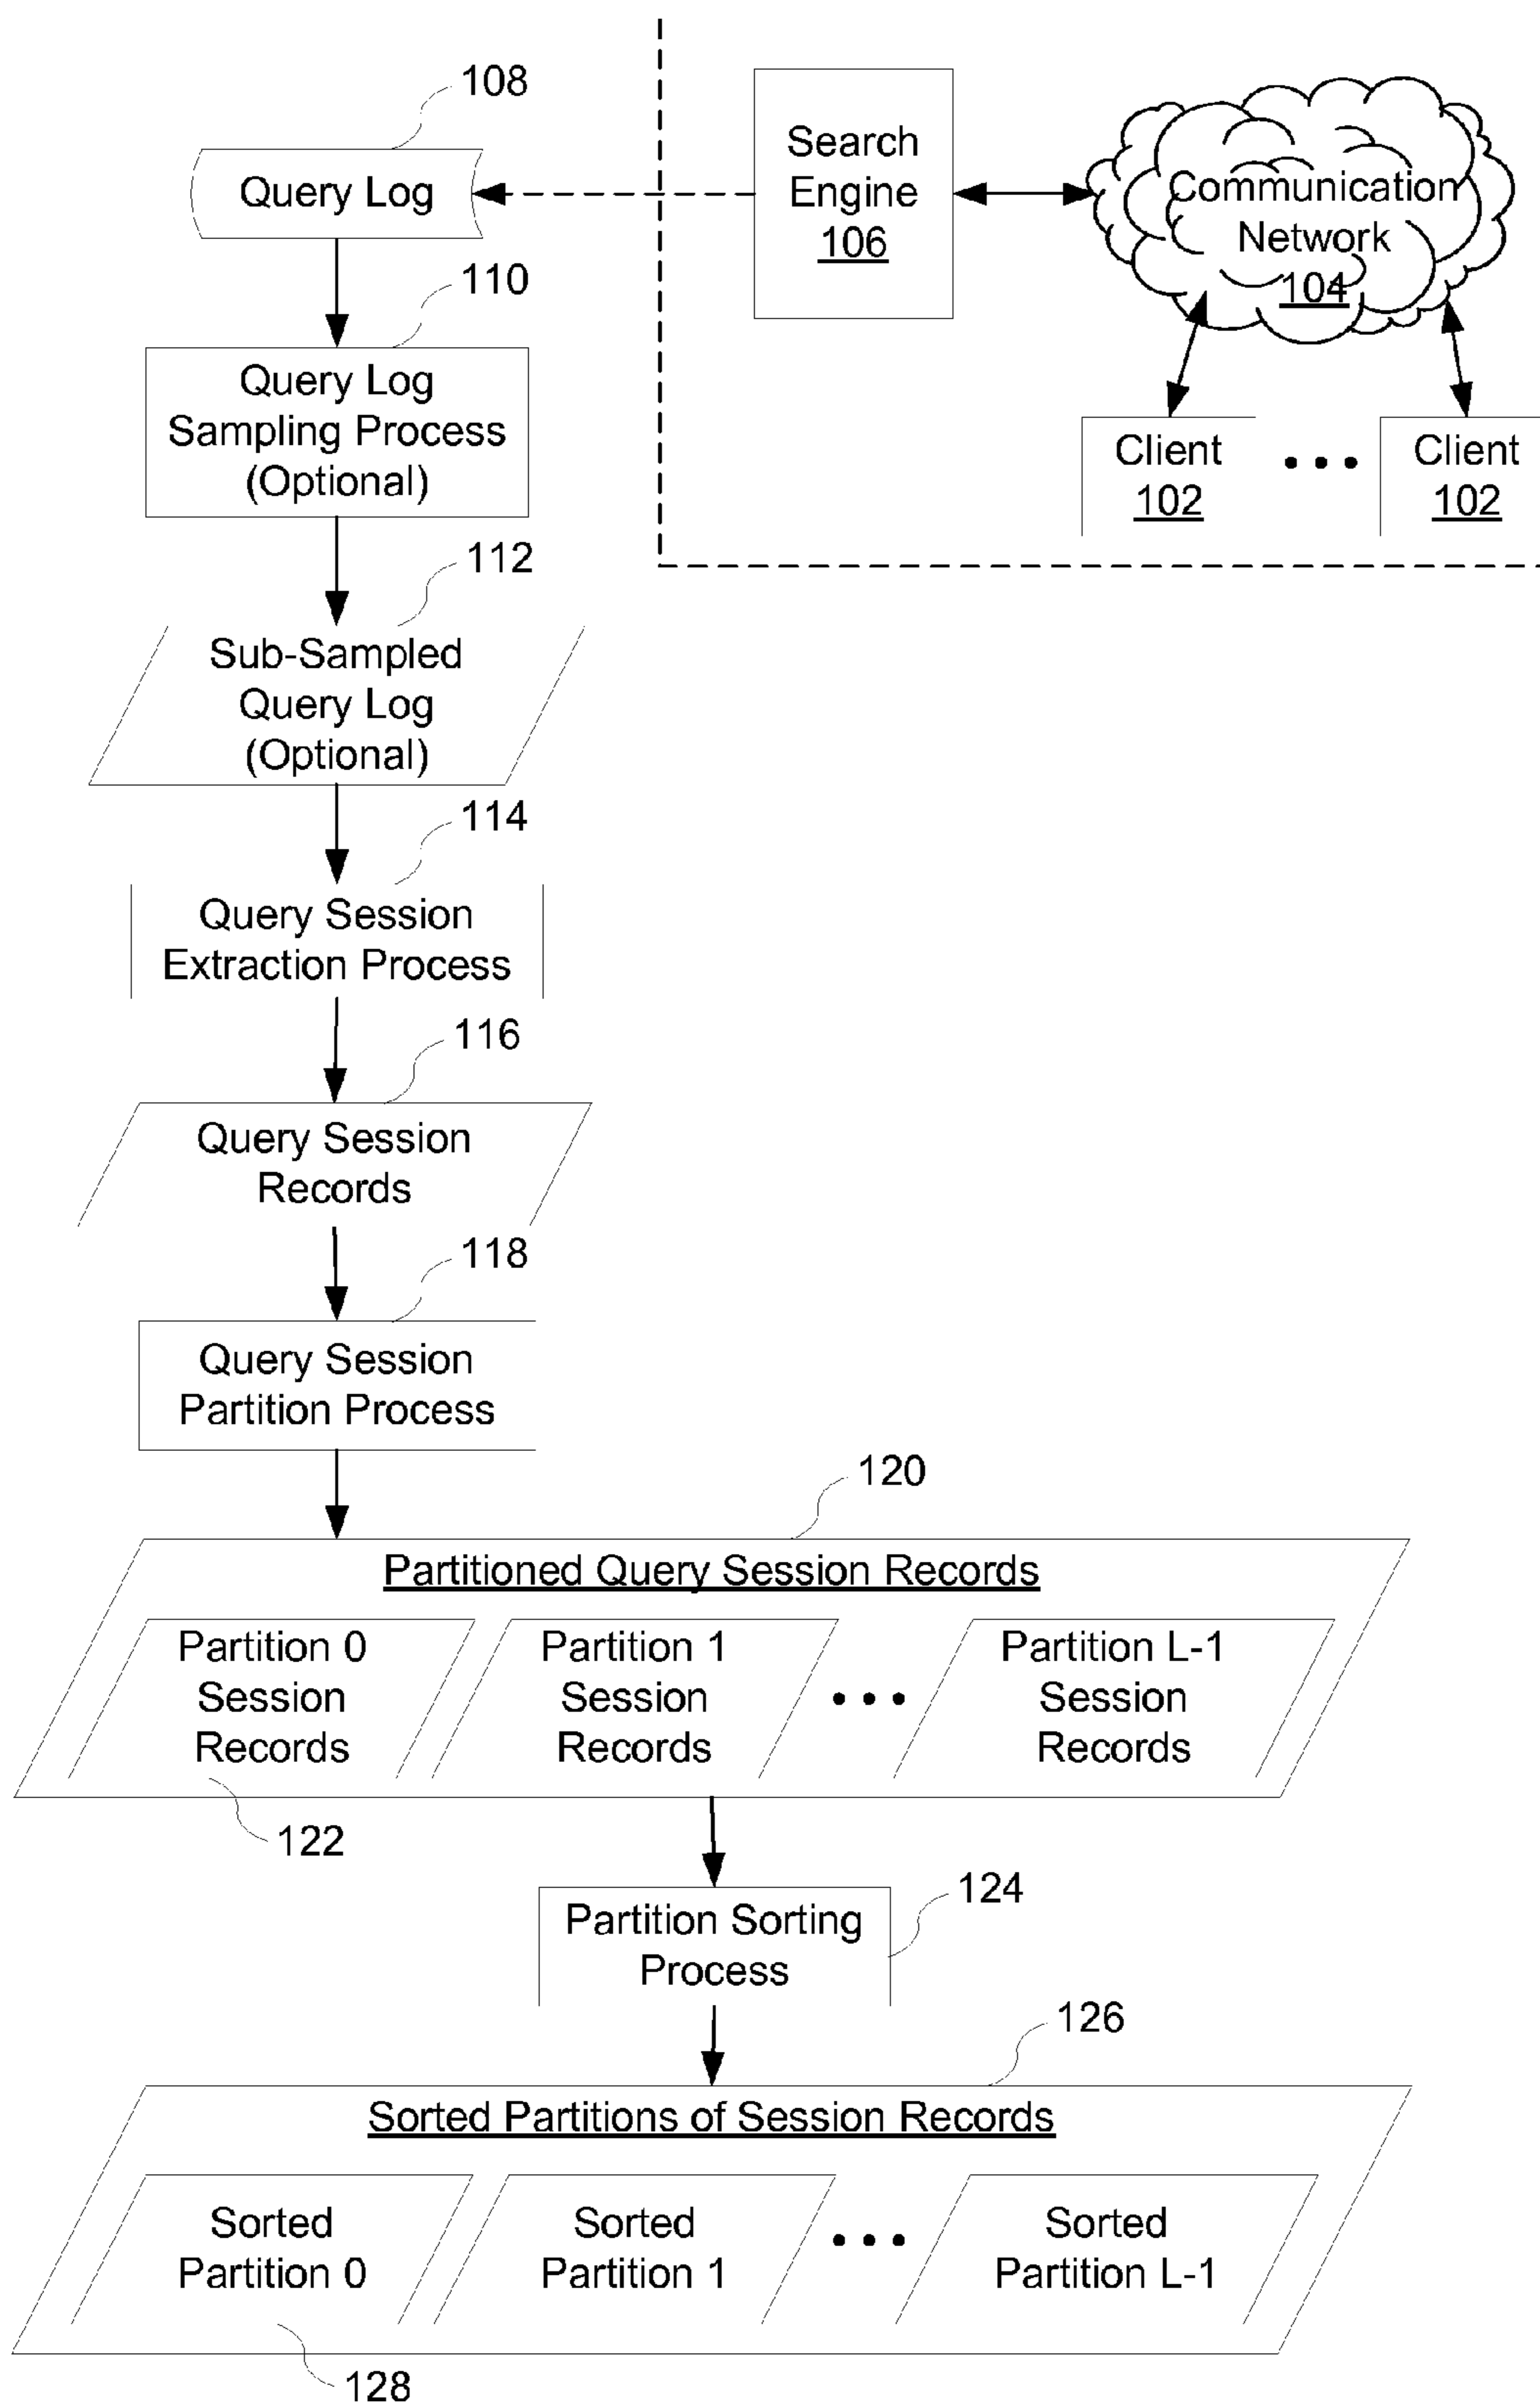 108
Query Log
Search
Engine
106
Communication
Network
104
Client
102
Client
102
110
Query Log
Sampling Process
(Optional)
112
Sub-Sampled
Query Log
(Optional)
114
Query Session
Extraction Process
116
Query Session
Records
118
Query Session
Partition Process
120
Partitioned Query Session Records
Partition 0
Session
Records
Partition 1
Session
Records
Partition L-1
Session
Records
122
124
Partition Sorting
Process
126
Sorted Partitions of Session Records
Sorted
Partition 0
Sorted
Partition 1
Sorted
Partition L-1
128